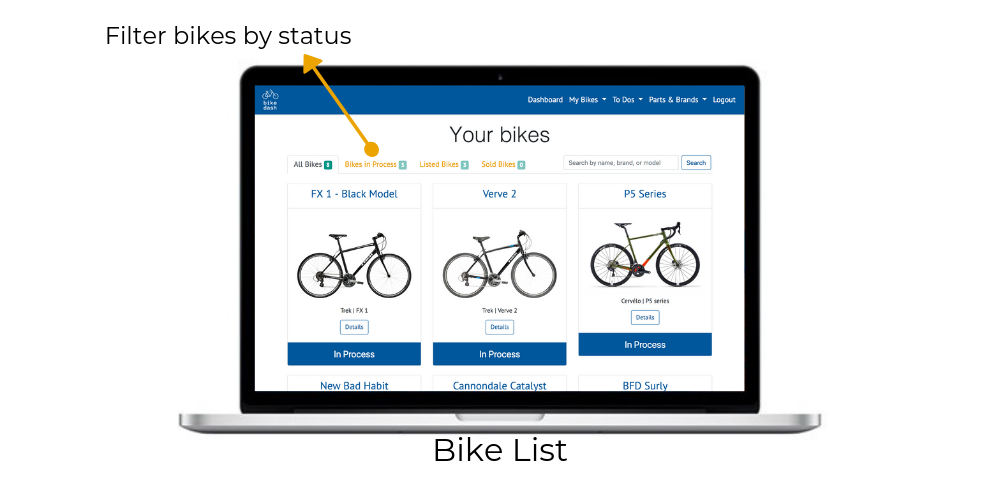 Filter bikes by status
bike
dash
Dashboard My Bikes To Dos Parts & Brands Logout
Your bikes
All Bikes 8 Bikes in Process 5 Listed Bikes 3 Sold Bikes 0 Search by name, brand, or model Search
FX 1 - Black Model Verve 2 P5 Series
Trek | FX 1 Trek | Verve 2 Cervélo | P5 series
Details Details Details
In Process In Process In Process
New Bad Habit Cannondale Catalyst BFD Surly
Bike List